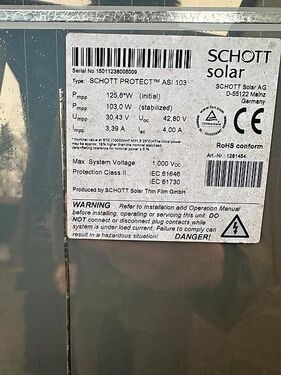 SCHOTT
solar
Serial No 15011238008009
Type: SCHOTT PROTECT™ ASI 103
SCHOTT Solar AG
D-55122 Mainz
Germany
Pmpp 125,6*W (initial)
Pmpp 103,0 W (stabilized)
Umpp 30,43 V Uoc 42,80 V
Impp 3,39 A Isc 4,00 A
RoHS conform
Art.-Nr.: 1281454
Max System Voltage 1.000 VDC
Protection Class II IEC 61646
IEC 61730
Produced by SCHOTT Solar Thin Film GmbH
WARNING Refer to Installation and Operation Manual
before installing, operating or servicing this unit. DO
NOT connect or disconnect plug contacts while
system is under load current. Failure to comply can
result in a hazardous situation! DANGER!